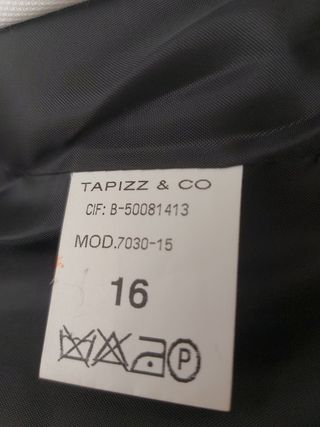 TAPIZZ & CO
CIF: B-50081413
MOD.7030-15
16
P